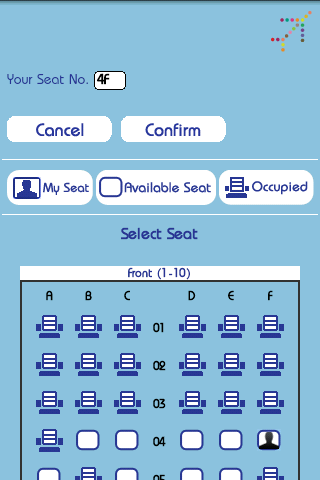 Your Seat No. 4F
Cancel Confirm
My Seat Available Seat Occupied
Select Seat
front (1-10)
A B C D E F
01
02
03
04